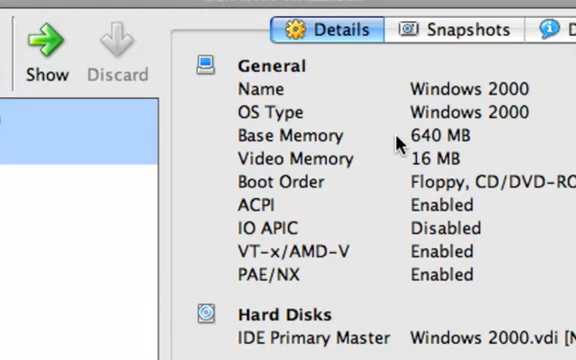 Details Snapshots
Show Discard
General
Name Windows 2000
OS Type Windows 2000
Base Memory 640 MB
Video Memory 16 MB
Boot Order Floppy, CD/DVD-RO
ACPI Enabled
IO APIC Disabled
VT-x/AMD-V Enabled
PAE/NX Enabled
Hard Disks
IDE Primary Master Windows 2000.vdi [N